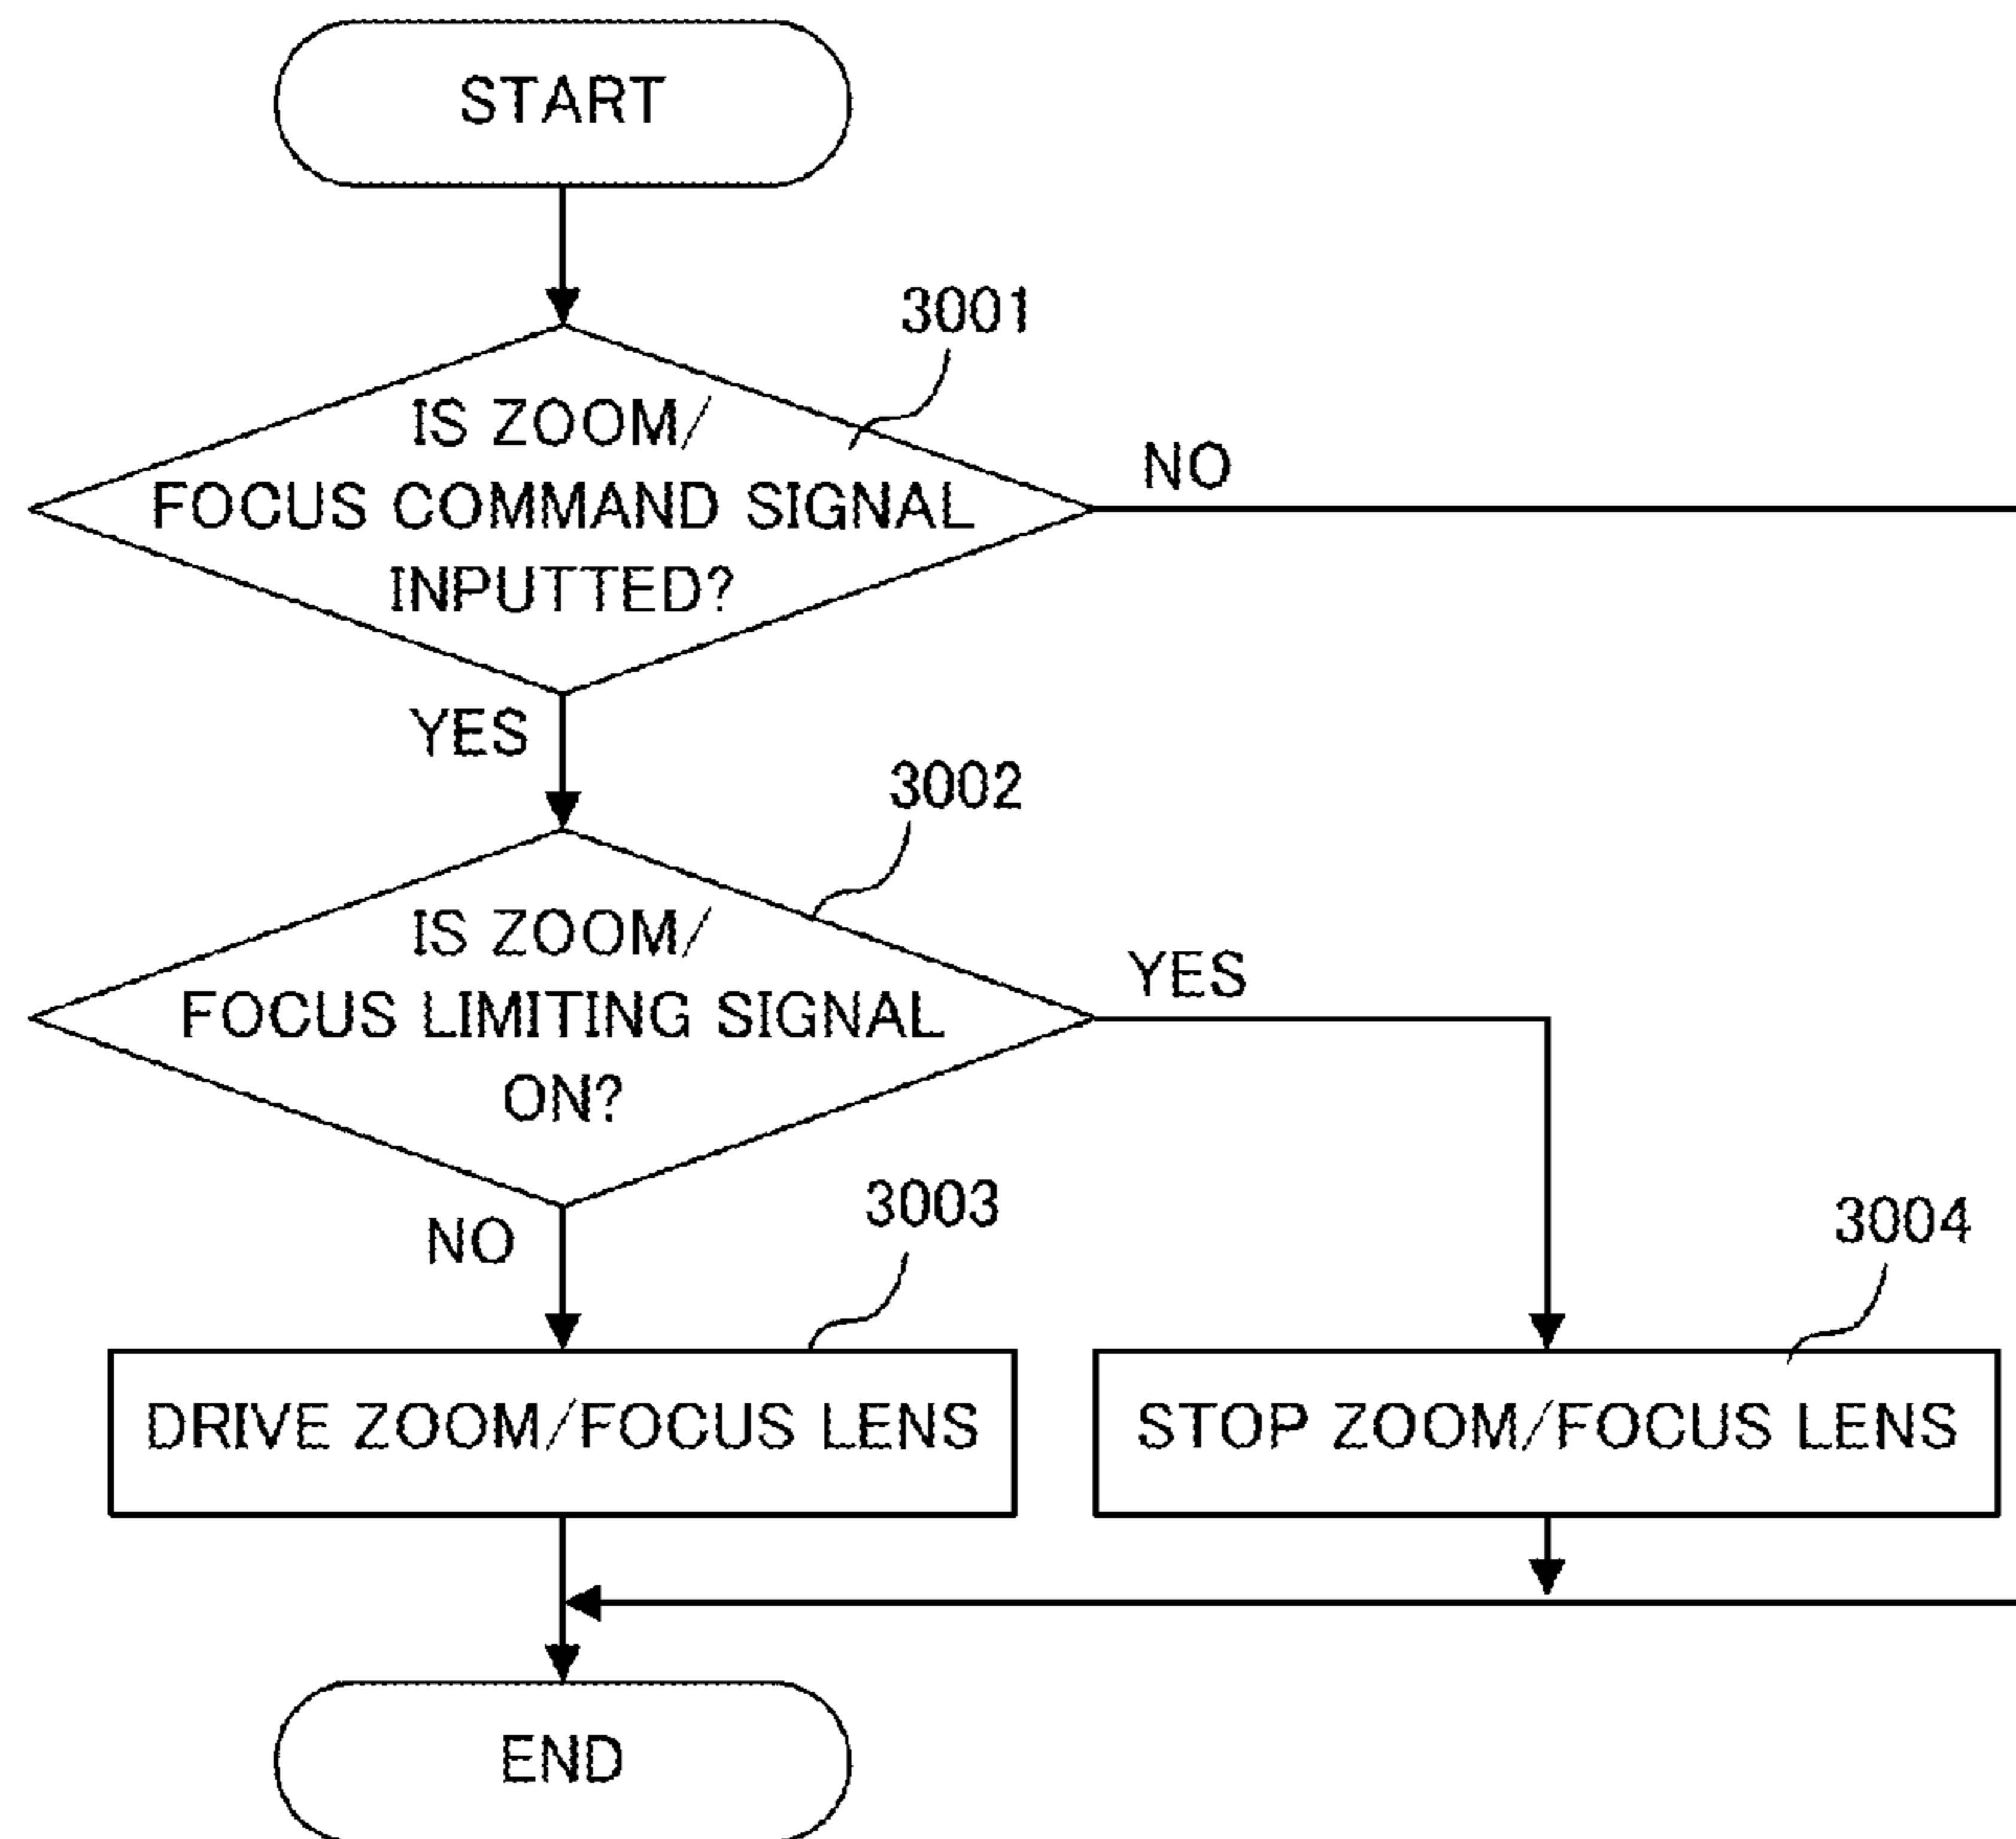 START
3001
IS ZOOM/
FOCUS COMMAND SIGNAL
INPUTTED?
NO
YES
3002
IS ZOOM/
FOCUS LIMITING SIGNAL
ON?
YES
NO
3003
3004
DRIVE ZOOM/FOCUS LENS
STOP ZOOM/FOCUS LENS
END